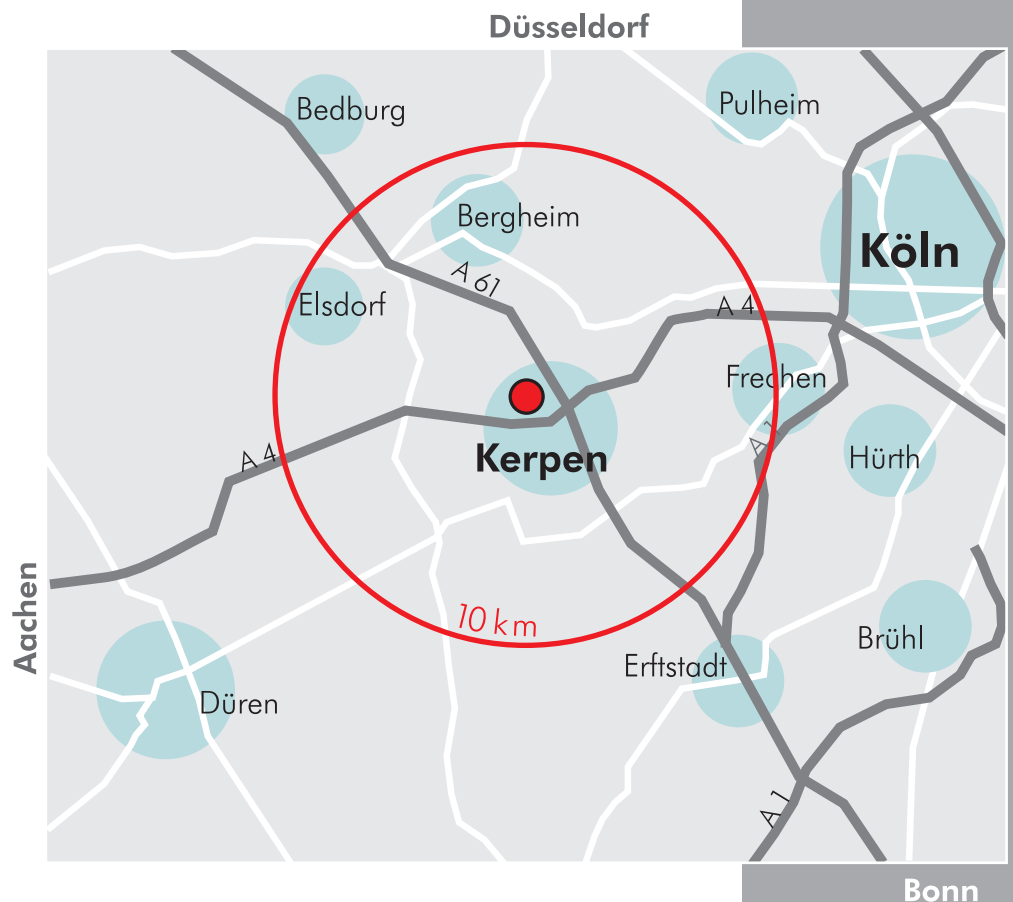 Düsseldorf
Bedburg
Pulheim
Bergheim
Köln
A 61
Elsdorf
A 4
Frechen
A 1
A 4
Kerpen
Hürth
Aachen
10 km
Brühl
Erftstadt
Düren
A 1
Bonn